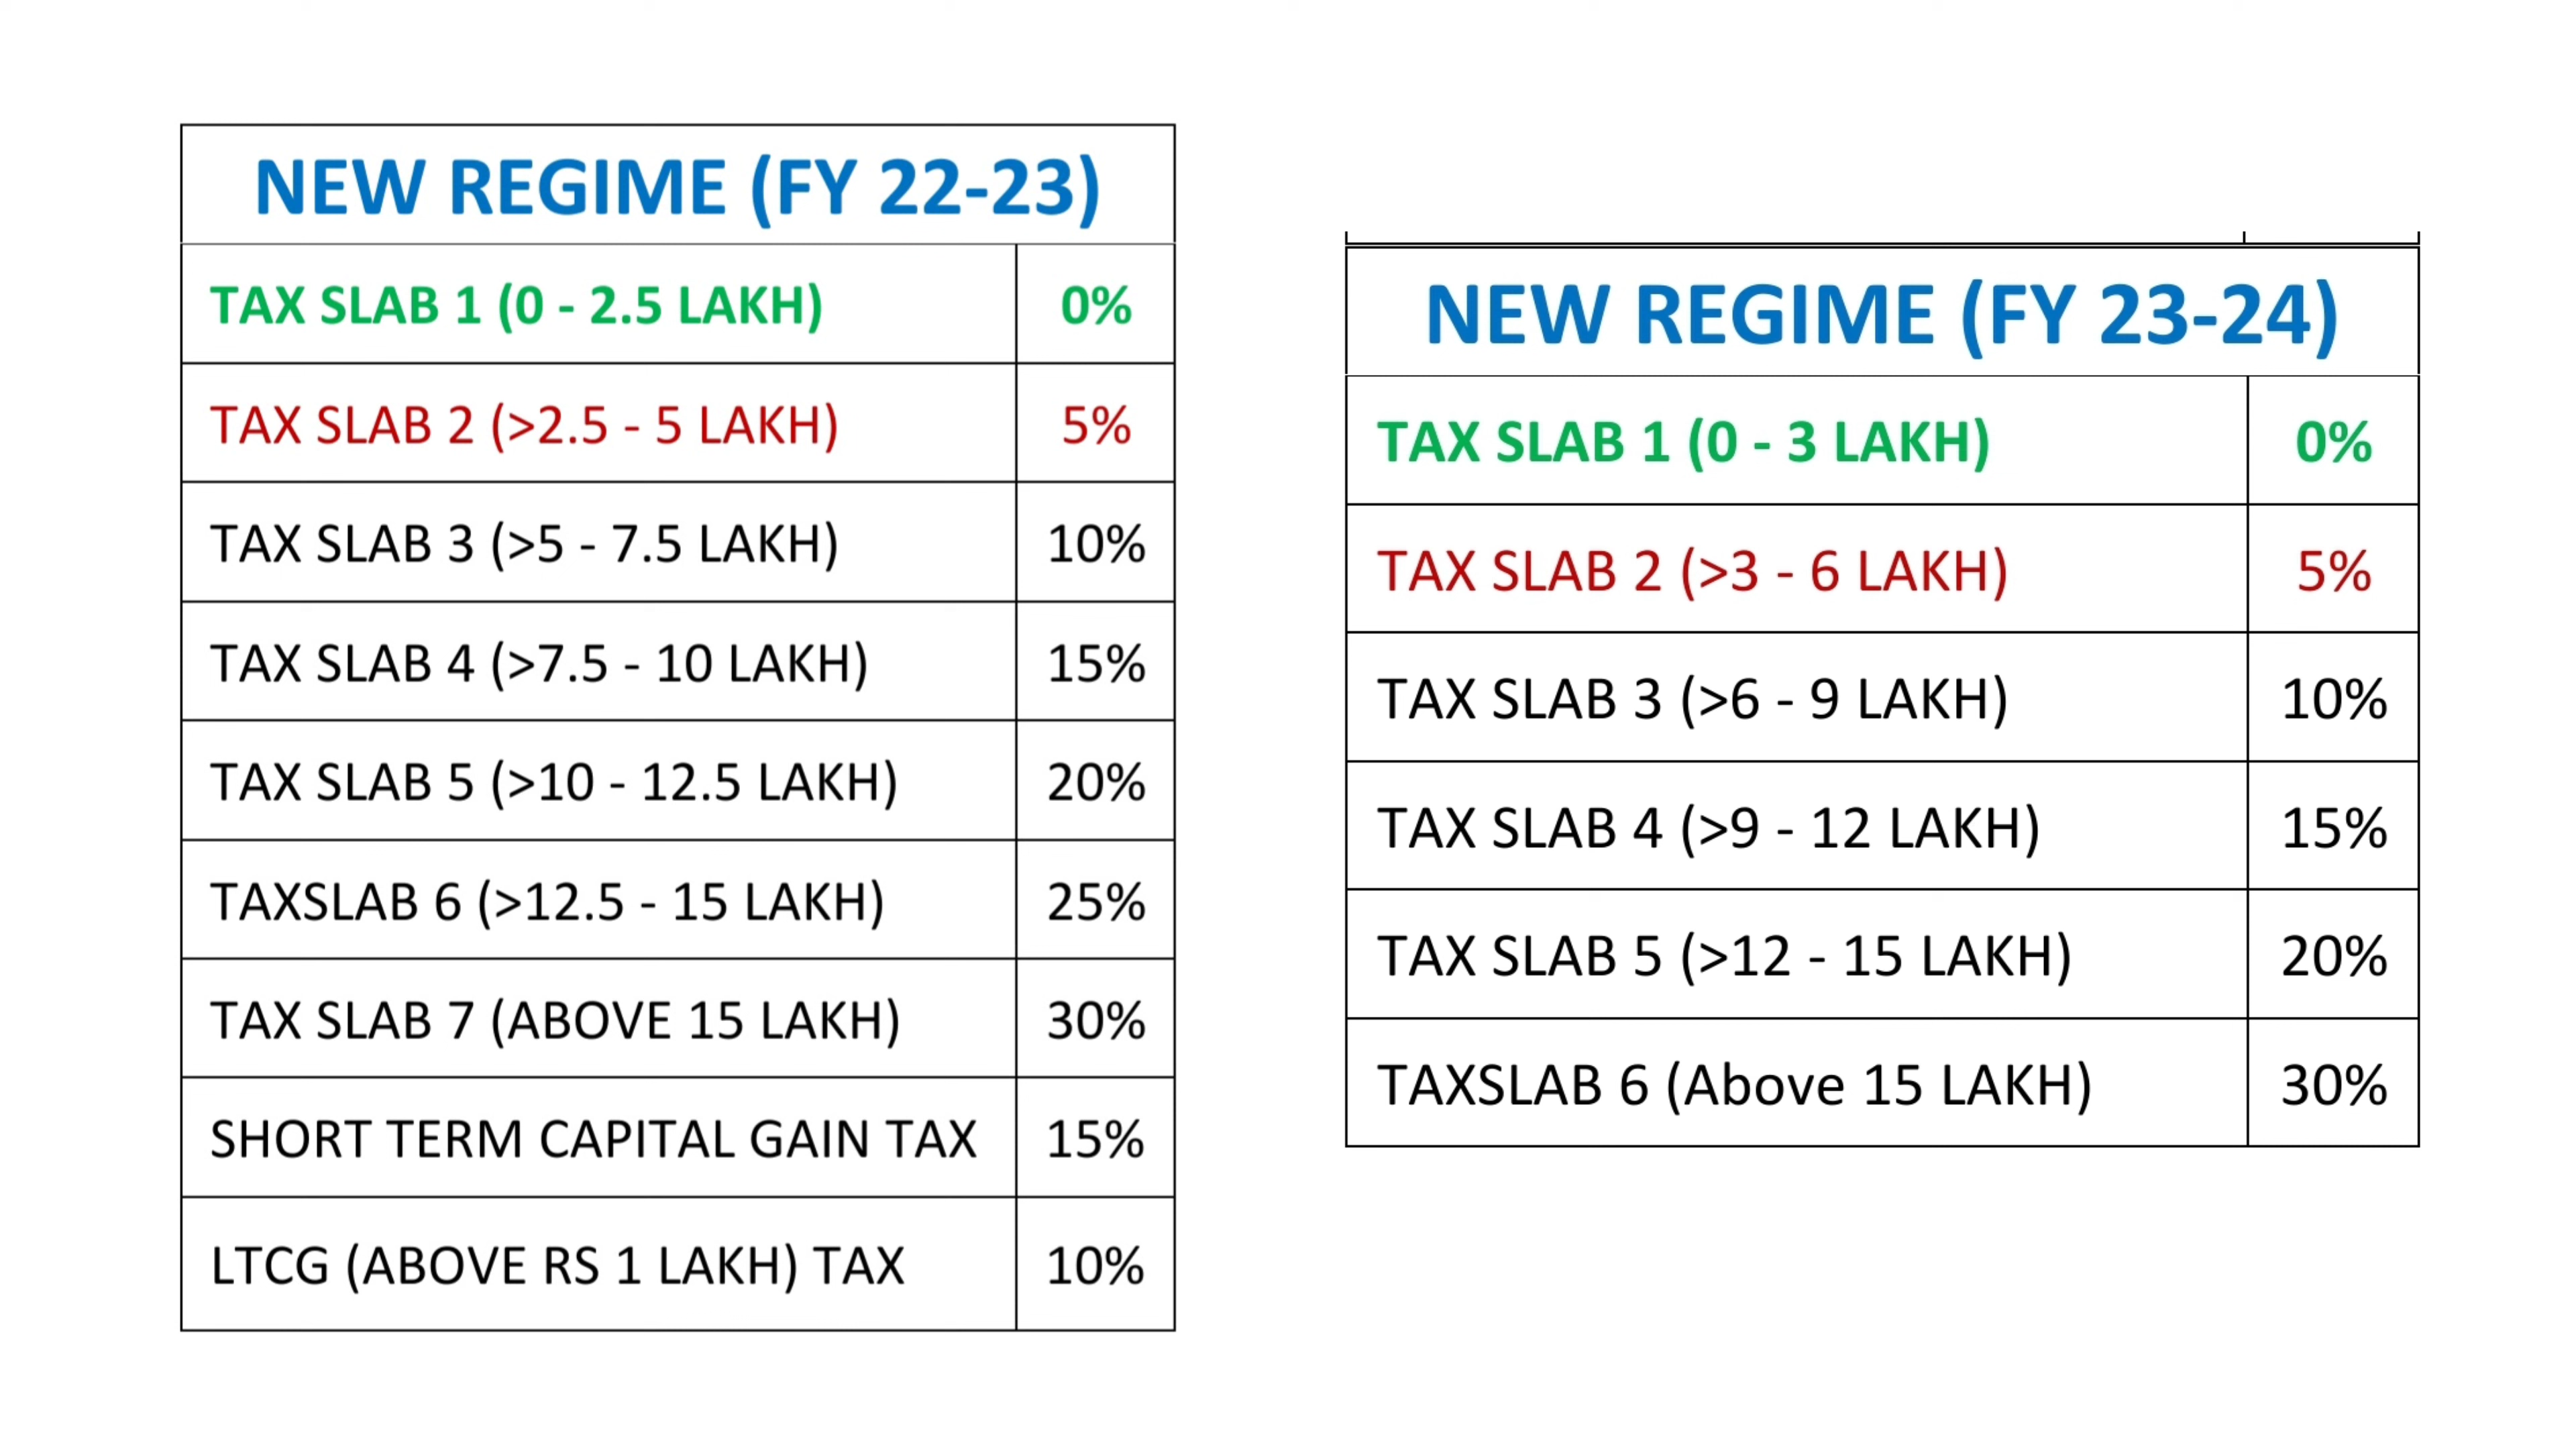 NEW REGIME (FY 22-23)
TAX SLAB 1 (0 - 2.5 LAKH) 0%
TAX SLAB 2 (>2.5 - 5 LAKH) 5%
TAX SLAB 3 (>5 - 7.5 LAKH) 10%
TAX SLAB 4 (>7.5 - 10 LAKH) 15%
TAX SLAB 5 (>10 - 12.5 LAKH) 20%
TAXSLAB 6 (>12.5 - 15 LAKH) 25%
TAX SLAB 7 (ABOVE 15 LAKH) 30%
SHORT TERM CAPITAL GAIN TAX 15%
LTCG (ABOVE RS 1 LAKH) TAX 10%
NEW REGIME (FY 23-24)
TAX SLAB 1 (0 - 3 LAKH) 0%
TAX SLAB 2 (>3 - 6 LAKH) 5%
TAX SLAB 3 (>6 - 9 LAKH) 10%
TAX SLAB 4 (>9 - 12 LAKH) 15%
TAX SLAB 5 (>12 - 15 LAKH) 20%
TAXSLAB 6 (Above 15 LAKH) 30%